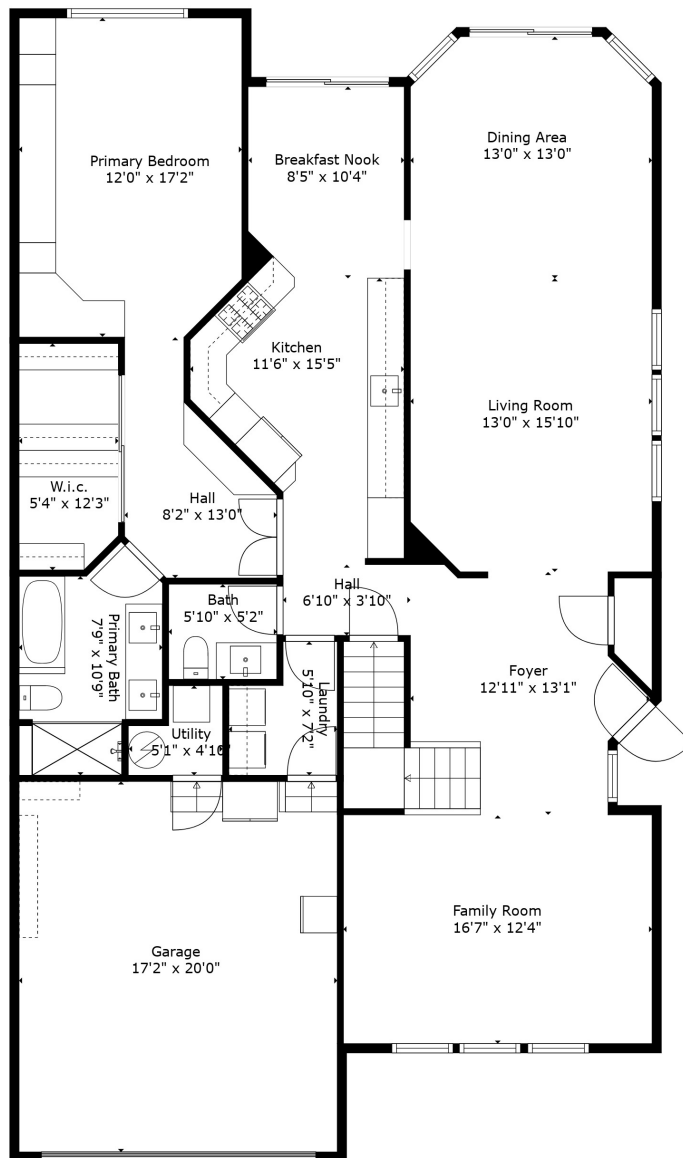 Primary Bedroom
12'0" x 17'2"
Breakfast Nook
8'5" x 10'4"
Dining Area
13'0" x 13'0"
Kitchen
11'6" x 15'5"
Living Room
13'0" x 15'10"
W.i.c.
5'4" x 12'3"
Hall
8'2" x 13'0"
Hall
6'10" x 3'10"
Bath
5'10" x 5'2"
Primary Bath
7'9" x 10'9"
Laundry
5'10" x 7'2"
Foyer
12'11" x 13'1"
Utility
5'1" x 4'10"
Family Room
16'7" x 12'4"
Garage
17'2" x 20'0"